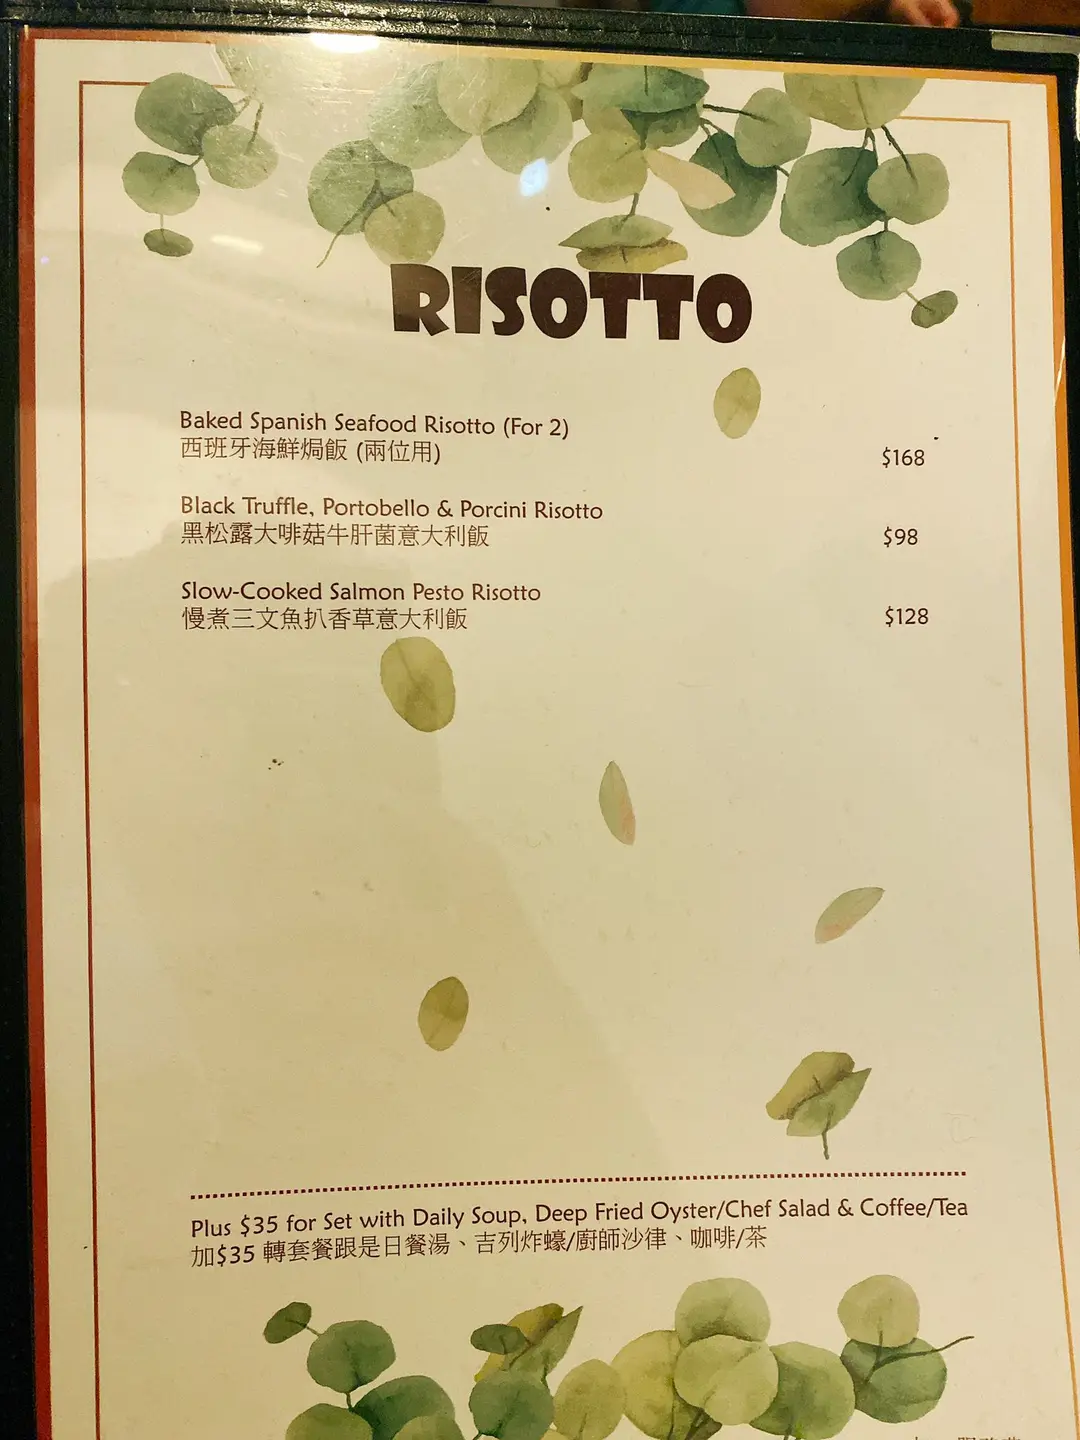 RISOTTO
Baked Spanish Seafood Risotto (For 2)
西班牙海鮮焗飯 (兩位用)
$168
Black Truffle, Portobello & Porcini Risotto
黑松露大啡菇牛肝菌意大利飯
$98
Slow-Cooked Salmon Pesto Risotto
慢煮三文魚扒香草意大利飯
$128
Plus $35 for Set with Daily Soup, Deep Fried Oyster/Chef Salad & Coffee/Tea
加$35 轉套餐跟是日餐湯、吉列炸蠔/廚師沙律、咖啡/茶